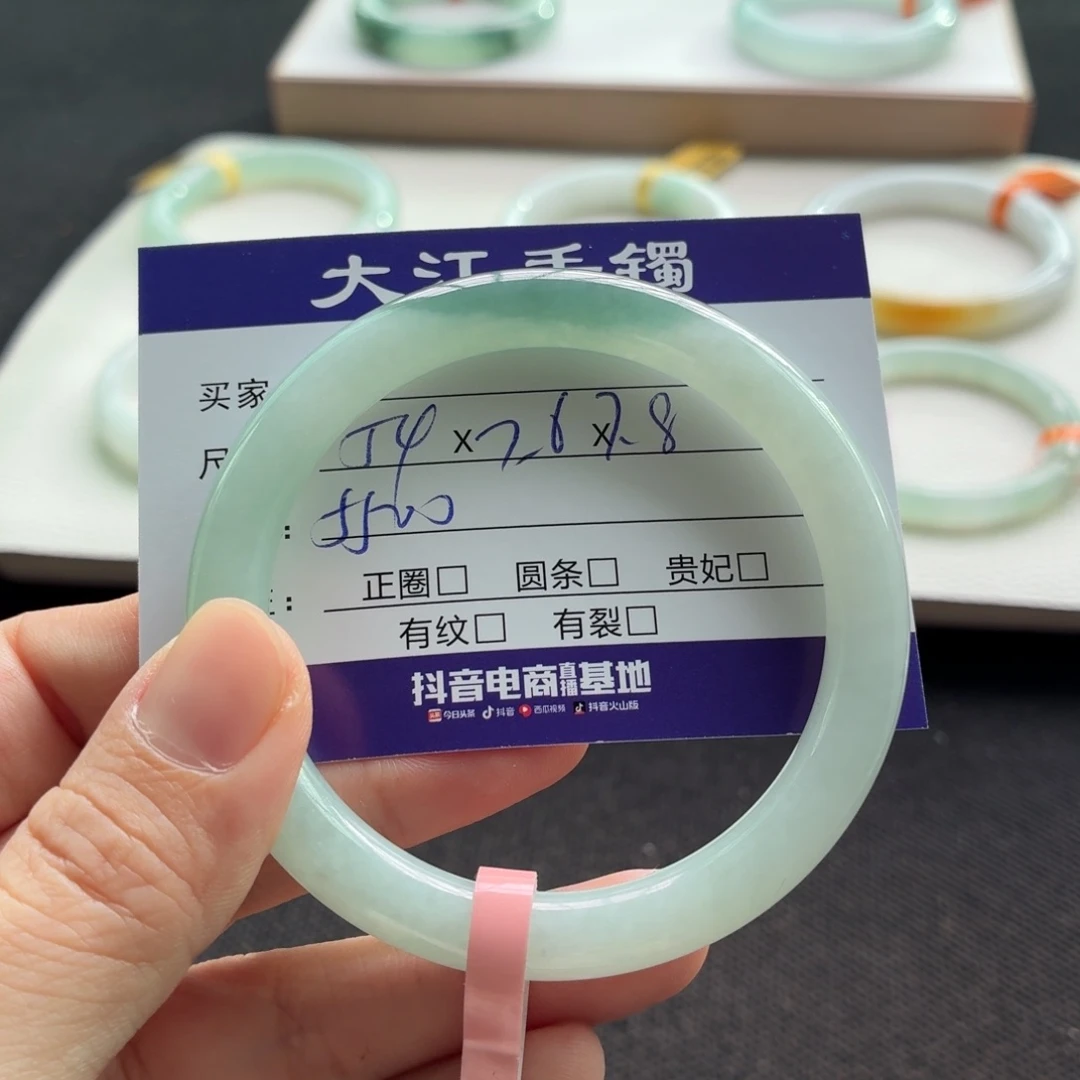 大江手镯
买家
尺
54 x 7.6 x 7.8
正圈□ 圆条□ 贵妃□
有纹□ 有裂□
抖音电商直播基地
今日头条 抖音 西瓜视频 抖音火山版